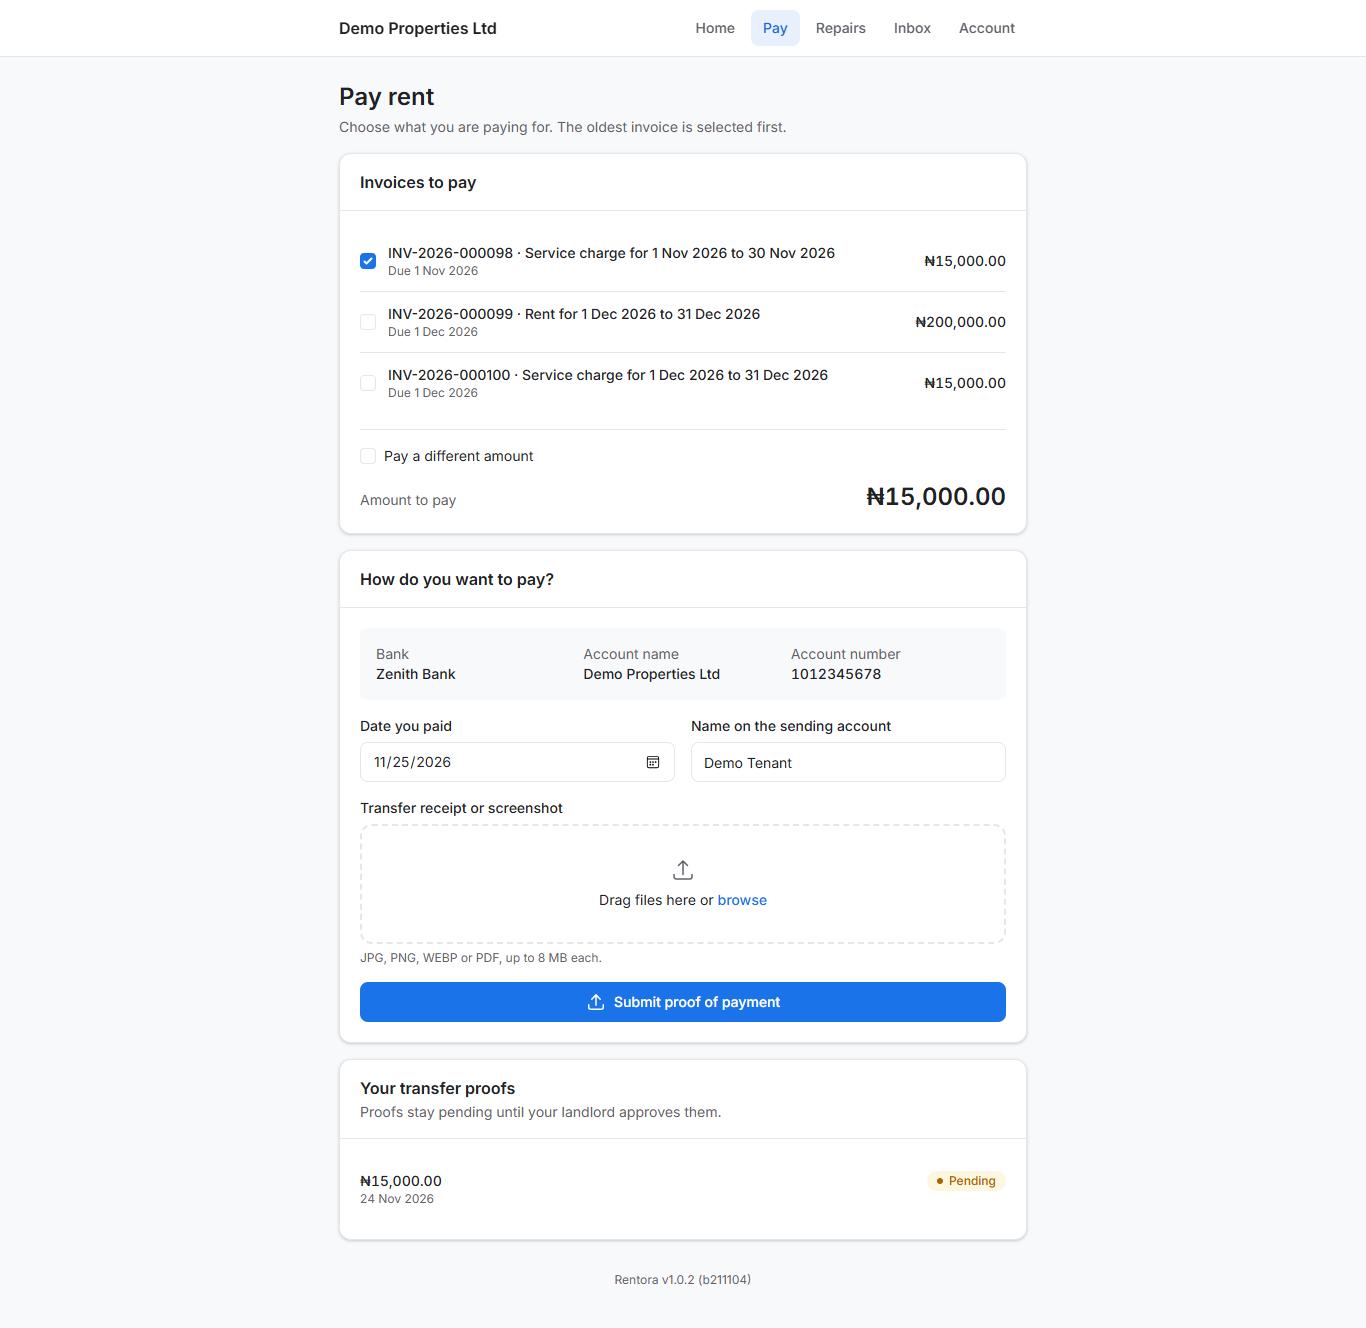 Demo Properties Ltd
Home
Pay
Repairs
Inbox
Account
Pay rent
Choose what you are paying for. The oldest invoice is selected first.
Invoices to pay
INV-2026-000098 · Service charge for 1 Nov 2026 to 30 Nov 2026
Due 1 Nov 2026
₦15,000.00
INV-2026-000099 · Rent for 1 Dec 2026 to 31 Dec 2026
Due 1 Dec 2026
₦200,000.00
INV-2026-000100 · Service charge for 1 Dec 2026 to 31 Dec 2026
Due 1 Dec 2026
₦15,000.00
Pay a different amount
Amount to pay
₦15,000.00
How do you want to pay?
Bank
Zenith Bank
Account name
Demo Properties Ltd
Account number
1012345678
Date you paid
11/25/2026
Name on the sending account
Demo Tenant
Transfer receipt or screenshot
Drag files here or browse
JPG, PNG, WEBP or PDF, up to 8 MB each.
Submit proof of payment
Your transfer proofs
Proofs stay pending until your landlord approves them.
₦15,000.00
24 Nov 2026
Pending
Rentora v1.0.2 (b211104)